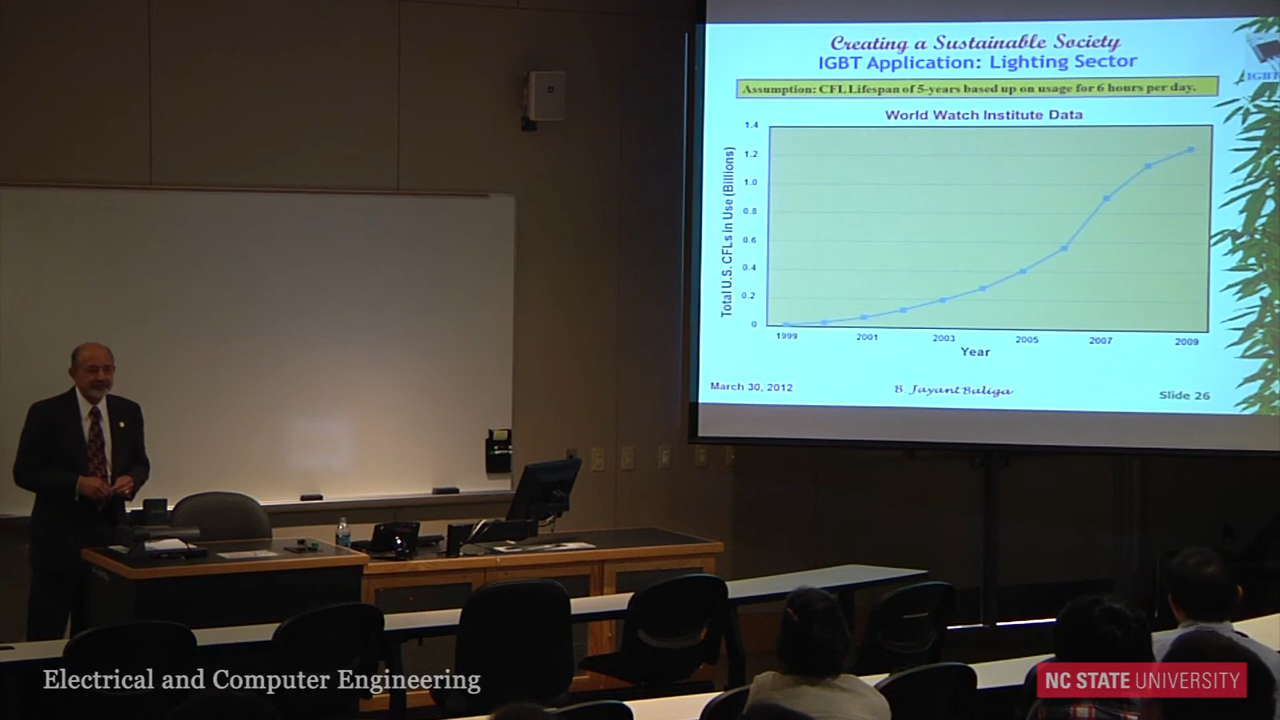 Creating a Sustainable Society
IGBT Application: Lighting Sector
IGBT
Assumption: CFL Lifespan of 5-years based up on usage for 6 hours per day.
World Watch Institute Data
Total U.S. CFLs in Use (Billions)
1.4
1.2
1.0
0.8
0.6
0.4
0.2
0
1999
2001
2003
2005
2007
2009
Year
March 30, 2012
B. Jayant Baliga
Slide 26
Electrical and Computer Engineering
NC STATE UNIVERSITY